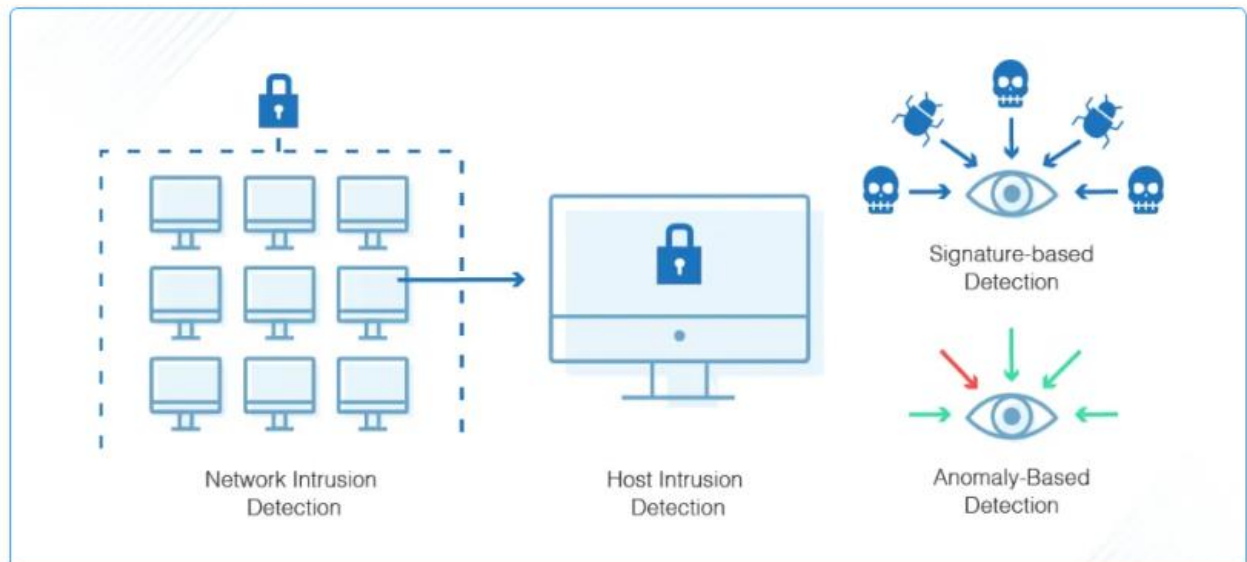 Network Intrusion
Detection
Host Intrusion
Detection
Signature-based
Detection
Anomaly-Based
Detection